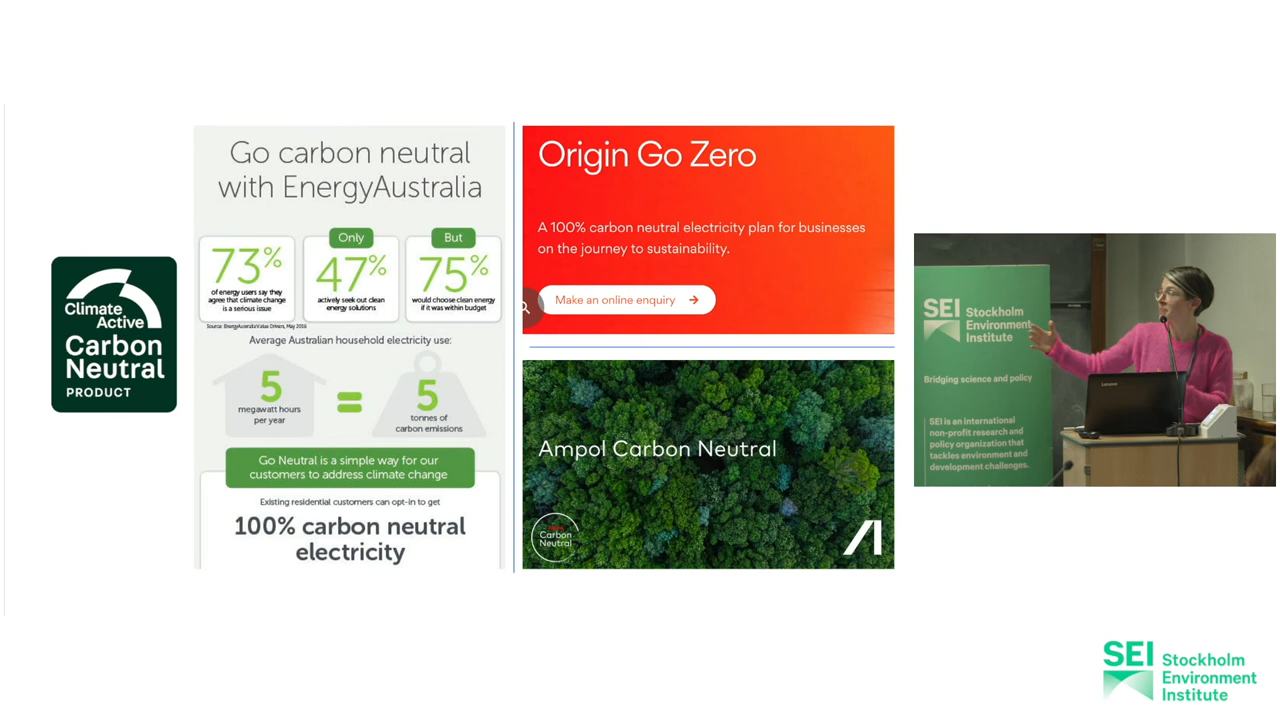 Climate
Active
Carbon
Neutral
PRODUCT
Go carbon neutral
with EnergyAustralia
73%
of energy users say they
agree that climate change
is a serious issue
Only
47%
actively seek out clean
energy solutions
But
75%
would choose clean energy
if it was within budget
Source: EnergyAustralia Value Drivers, May 2016
Average Australian household electricity use:
5
megawatt hours
per year
=
5
tonnes of
carbon emissions
Go Neutral is a simple way for our
customers to address climate change
Existing residential customers can opt-in to get
100% carbon neutral
electricity
Origin Go Zero
A 100% carbon neutral electricity plan for businesses
on the journey to sustainability.
Make an online enquiry →
Ampol Carbon Neutral
Carbon
Neutral
SEI Stockholm
Environment
Institute
Bridging science and policy
SEI is an international
non-profit research and
policy organization that
tackles environment and
development challenges.
Lenovo
SEI Stockholm
Environment
Institute